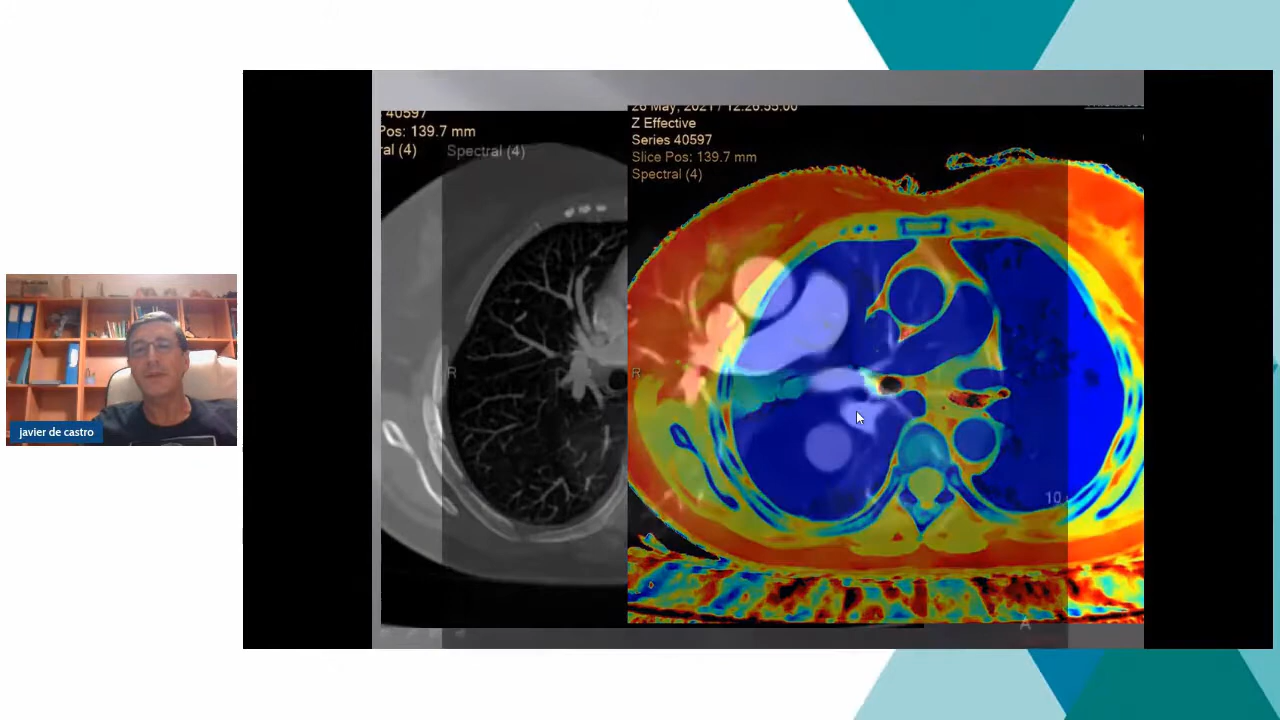 40597
Pos: 139.7 mm
ral (4)
Spectral (4)
26 May, 2021 / 12:28:55:00
Z Effective
Series 40597
Slice Pos: 139.7 mm
Spectral (4)
R
R
10
A
javier de castro